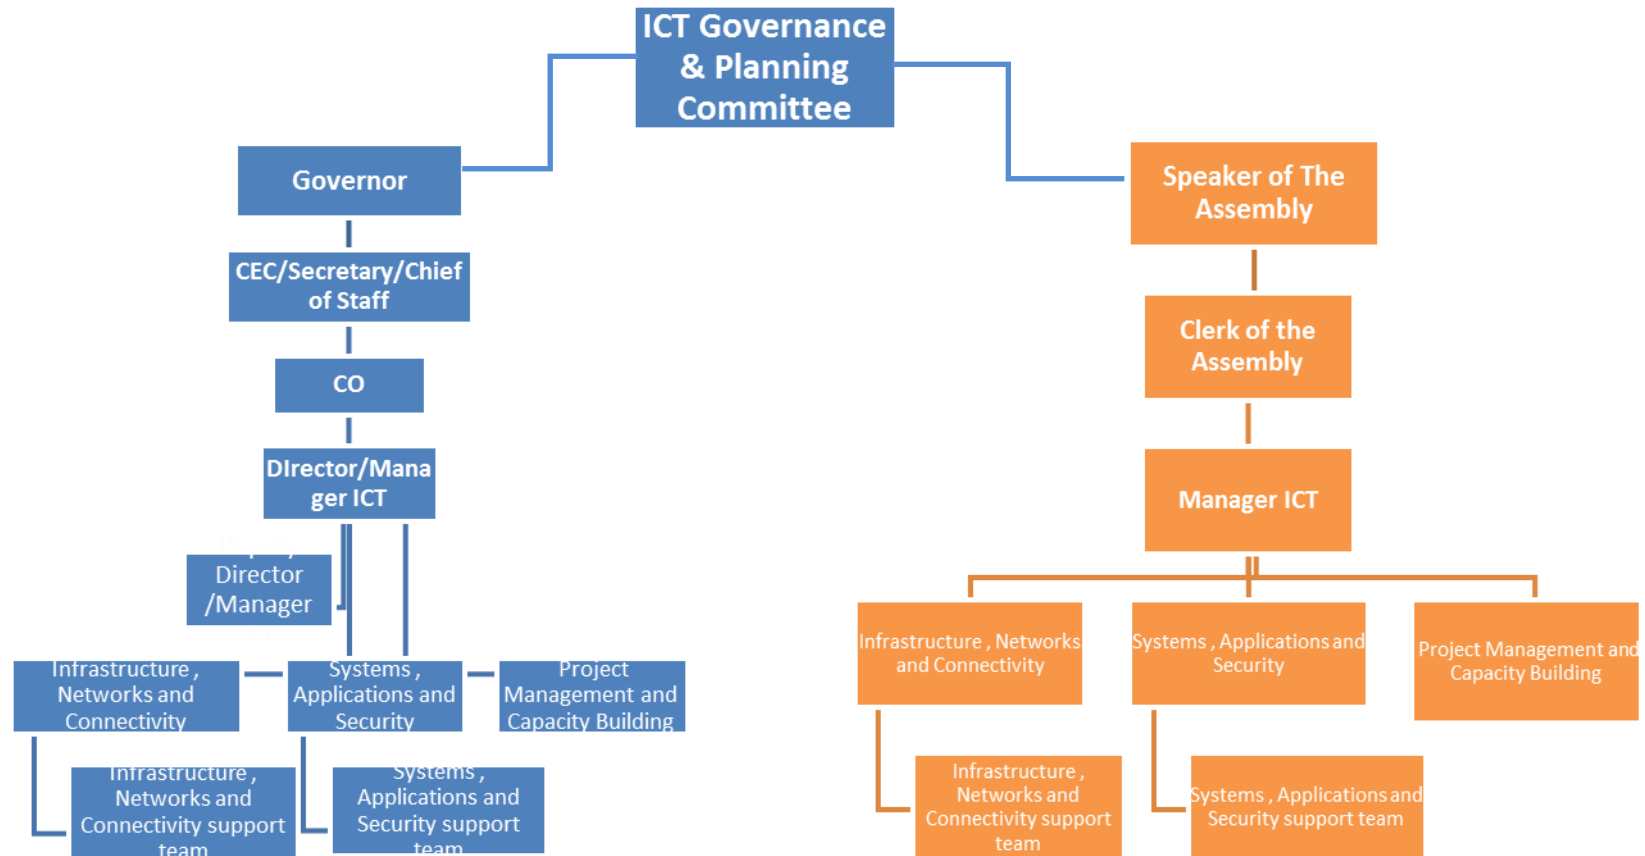 ICT Governance
& Planning
Committee
Governor
CEC/Secretary/Chief
of Staff
CO
DIrector/Mana
ger ICT
Director
/Manager
Infrastructure ,
Networks and
Connectivity
Systems ,
Applications and
Security
Project
Management and
Capacity Building
Infrastructure ,
Networks and
Connectivity support
team
Systems ,
Applications and
Security support
team
Speaker of The
Assembly
Clerk of the
Assembly
Manager ICT
Infrastructure , Networks
and Connectivity
Systems , Applications and
Security
Project Management and
Capacity Building
Infrastructure ,
Networks and
Connectivity support
team
Systems , Applications and
Security support team